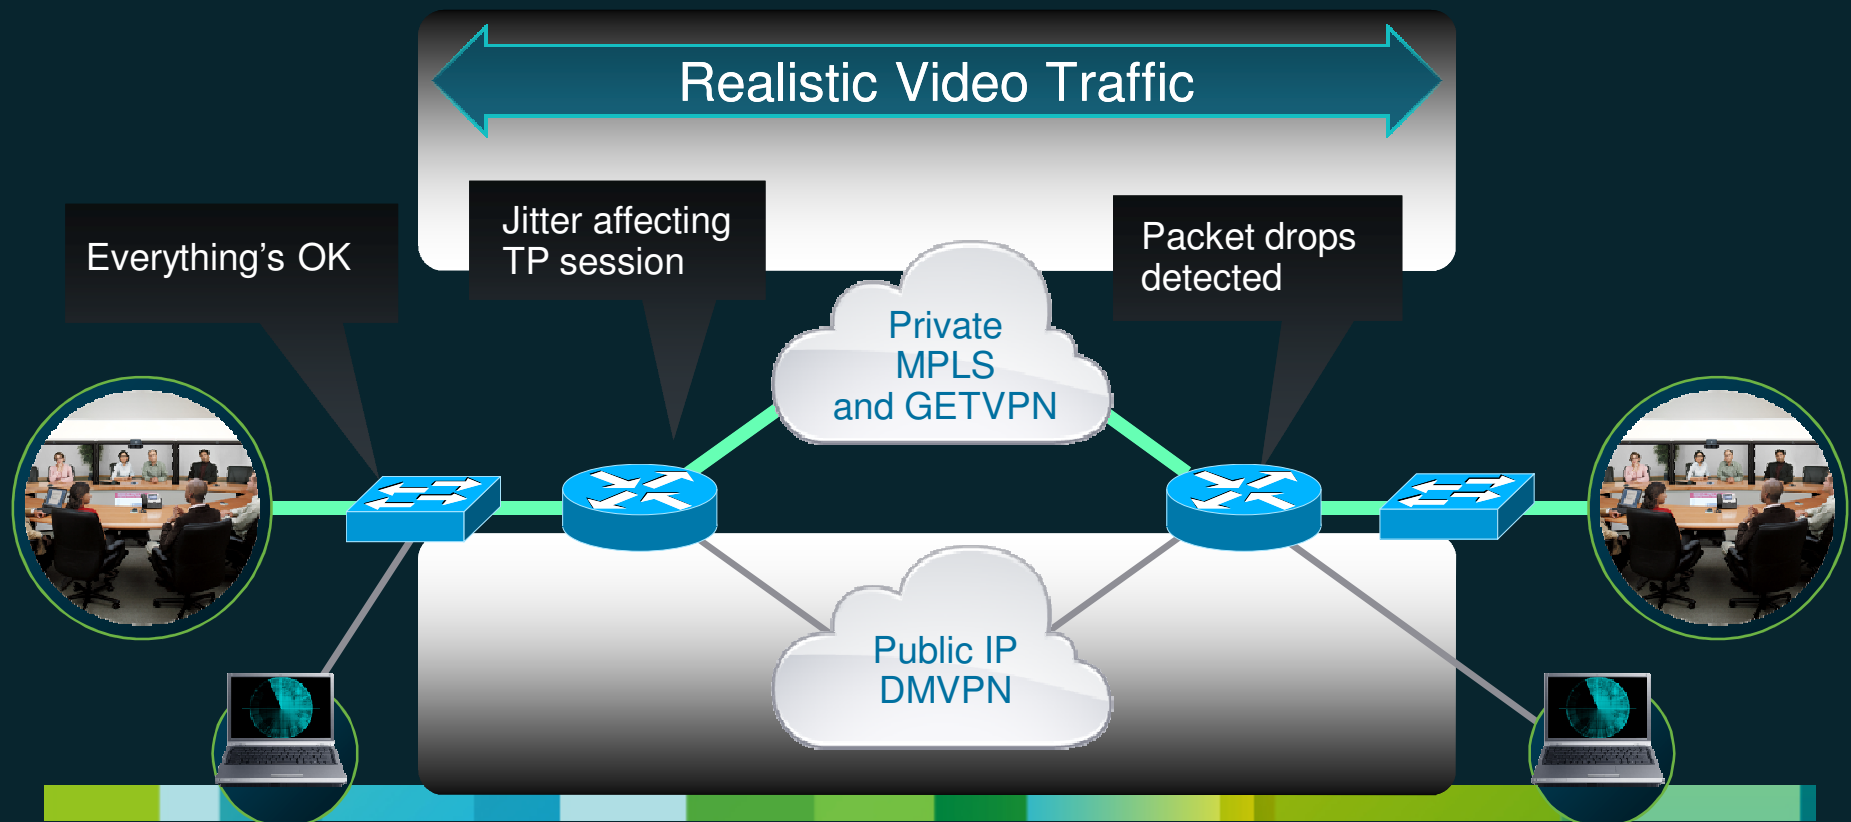 Realistic Video Traffic
Everything’s OK
Jitter affecting
TP session
Packet drops
detected
Private
MPLS
and GETVPN
Public IP
DMVPN